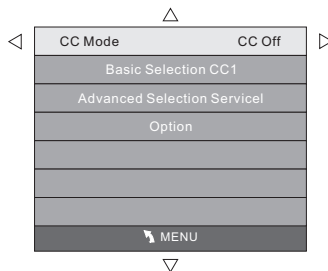 CC Mode CC Off
Basic Selection CC1
Advanced Selection Servicel
Option
MENU